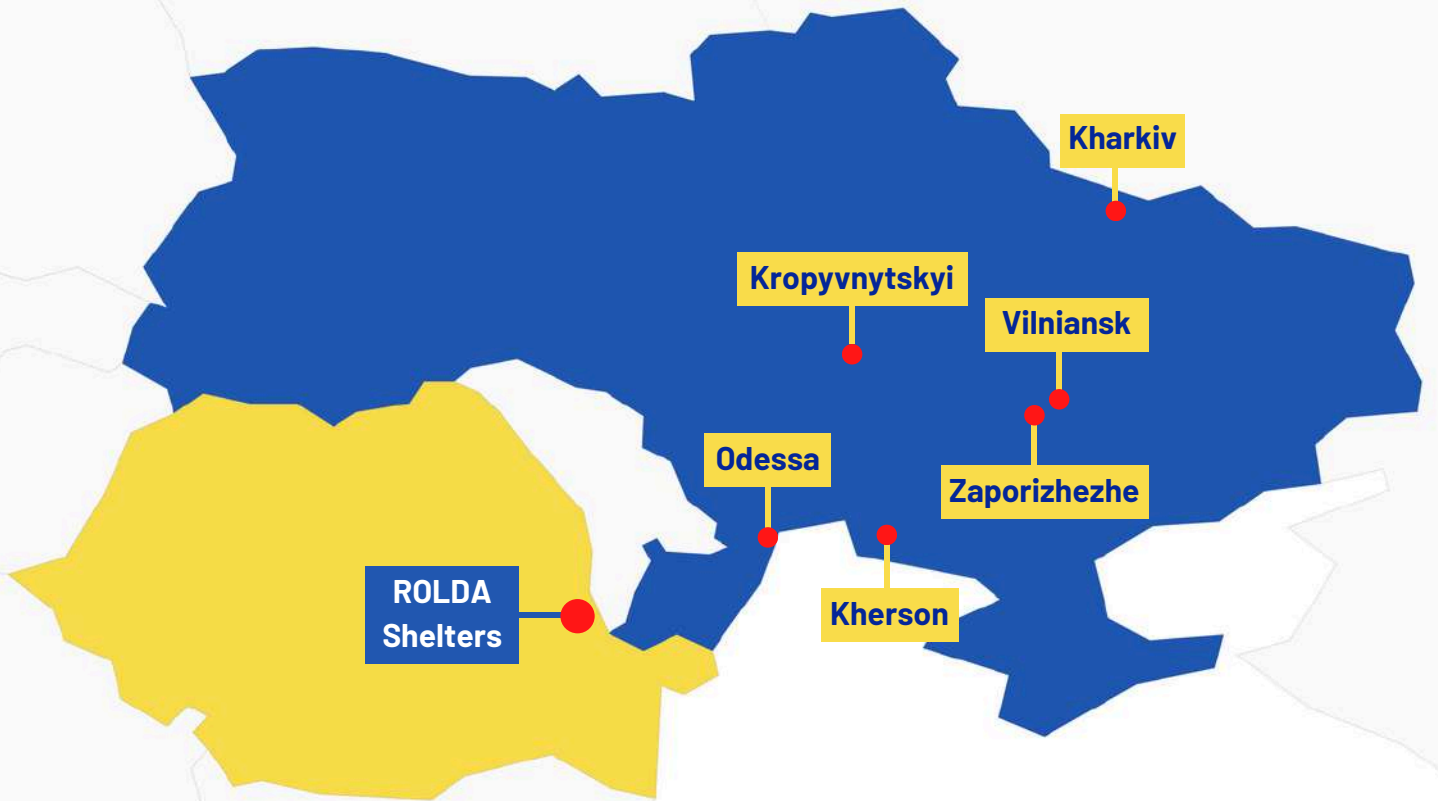 Kharkiv
Kropyvnytskyi
Vilniansk
Odessa
Zaporizhezhe
ROLDA
Shelters
Kherson